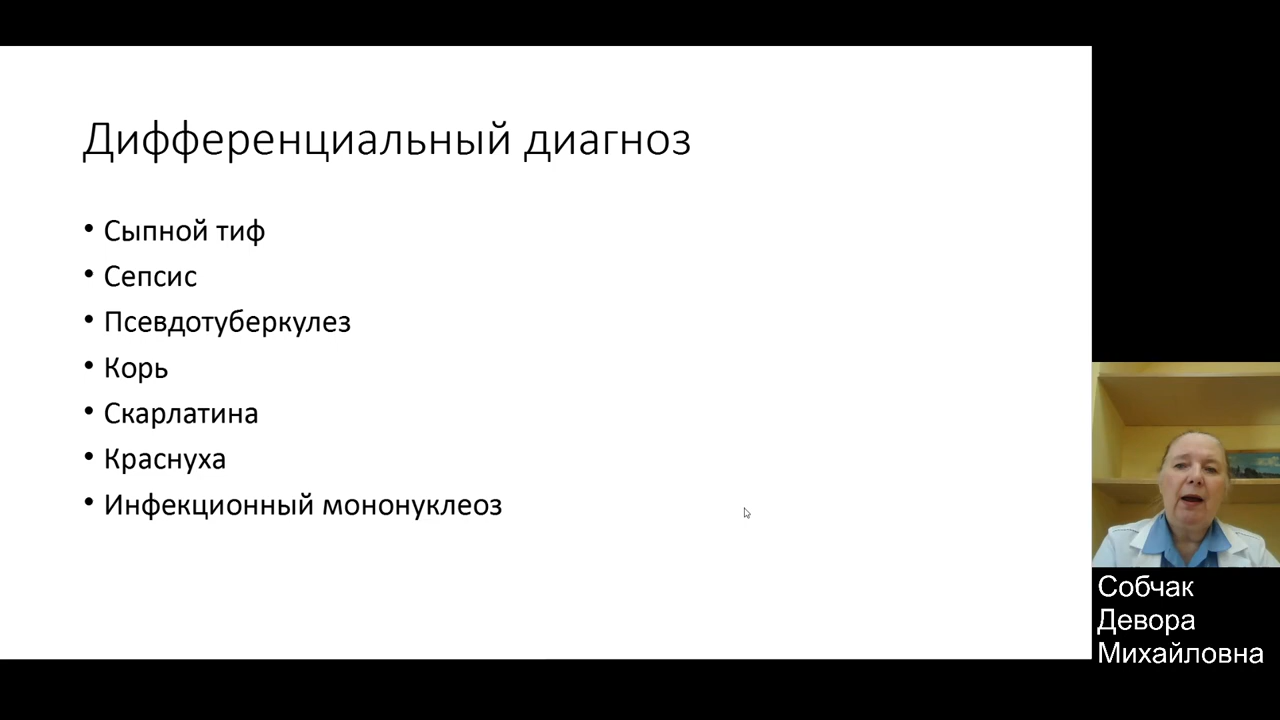 Дифференциальный диагноз
• Сыпной тиф
• Сепсис
• Псевдотуберкулез
• Корь
• Скарлатина
• Краснуха
• Инфекционный мононуклеоз
Собчак
Девора
Михайловна